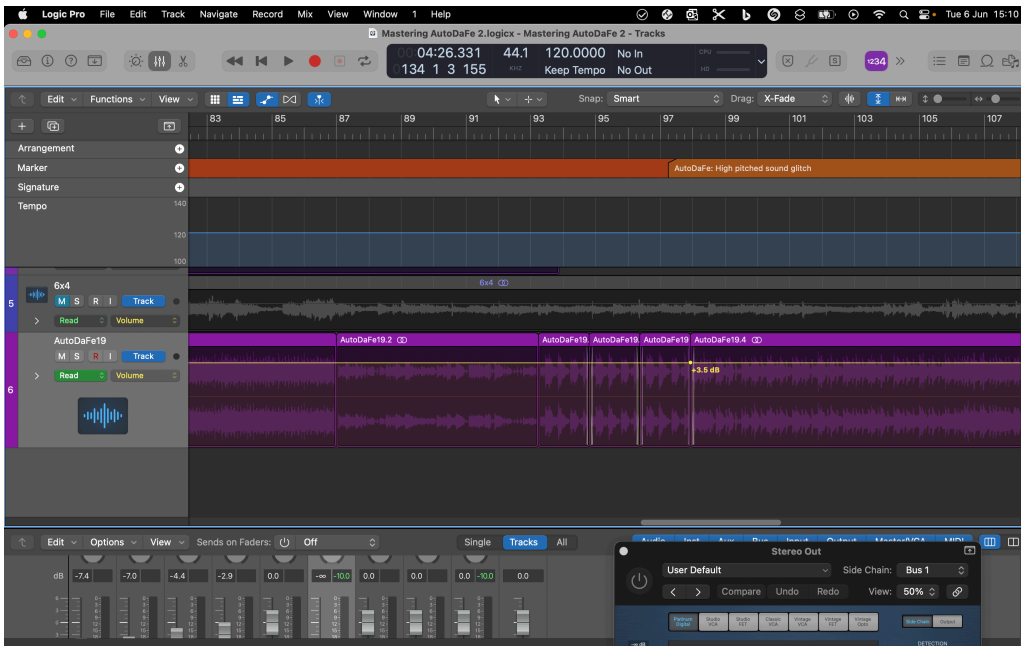 Logic Pro File Edit Track Navigate Record Mix View Window 1 Help Tue 6 Jun 15:10
Mastering AutoDaFe 2.logicx - Mastering AutoDaFe 2 - Tracks
00 04:26.331 44.1 120.0000 No In CPU
0134 1 3 155 KHZ Keep Tempo No Out HD
1234
Edit Functions View Snap: Smart Drag: X-Fade
83 85 87 89 91 93 95 97 99 101 103 105 107
Arrangement
Marker AutoDaFe: High pitched sound glitch
Signature
Tempo 140
120
100
6x4 6x4
5 M S R I Track
Read Volume
AutoDaFe19 AutoDaFe19.2 AutoDaFe19. AutoDaFe19. AutoDaFe19 AutoDaFe19.4
M S R I Track
Read Volume +3.5 dB
6
Edit Options View Sends on Faders: Off Single Tracks All Audio Inst Aux Bus Input Output Master/VCA MIDI
Stereo Out
dB -7.4 -7.0 -4.4 -2.9 0.0 -∞ -10.0 0.0 0.0 0.0 -10.0 0.0
User Default Side Chain: Bus 1
Compare Undo Redo View: 50%
Platinum Digital Studio VCA Studio FET Classic VCA Vintage VCA Vintage FET Vintage Opto Side Chain Output
DETECTION